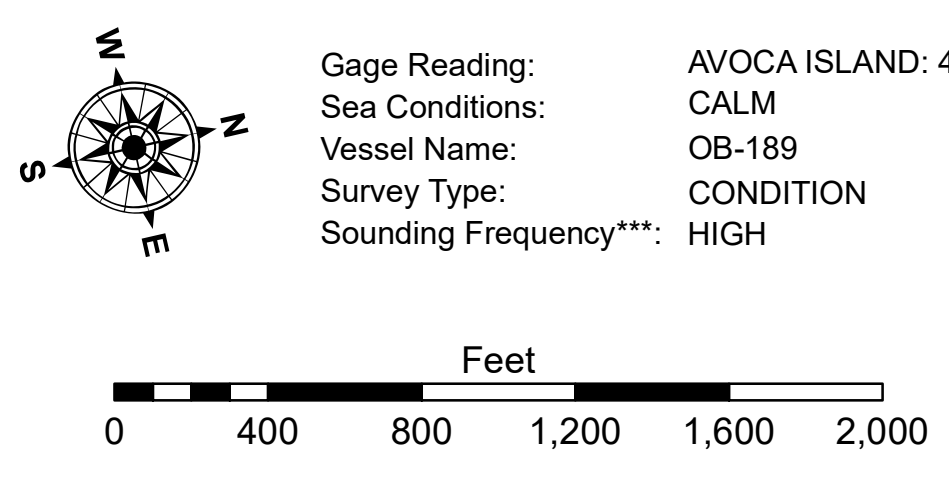 W
N
S
E
Gage Reading: AVOCA ISLAND: 4
Sea Conditions: CALM
Vessel Name: OB-189
Survey Type: CONDITION
Sounding Frequency***: HIGH
Feet
0 400 800 1,200 1,600 2,000